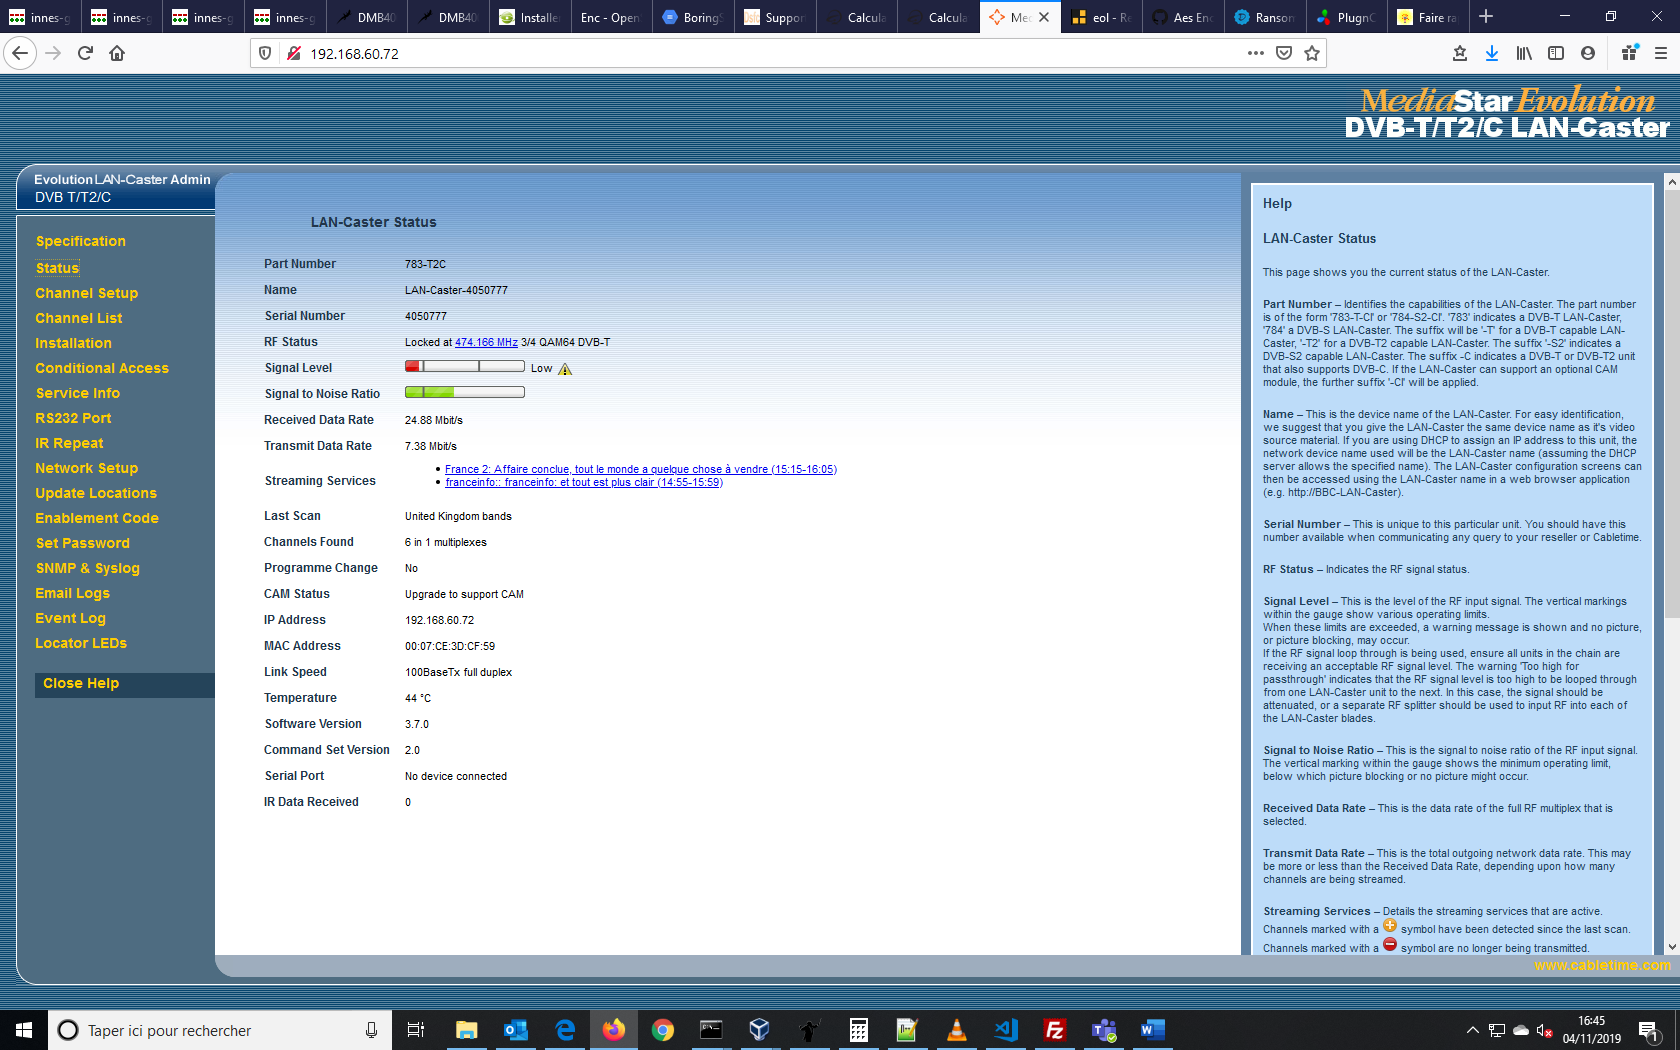 innes-g
innes-g
innes-g
innes-g
DMB40
DMB40
Installe
Enc - Open
BoringS
Suppor
Calcula
Calcula
Me
eol - Re
Aes Enc
Ransom
PlugnC
Faire ra
192.168.60.72
MediaStar Evolution
DVB-T/T2/C LAN-Caster
Evolution LAN-Caster Admin
DVB T/T2/C
Specification
Status
Channel Setup
Channel List
Installation
Conditional Access
Service Info
RS232 Port
IR Repeat
Network Setup
Update Locations
Enablement Code
Set Password
SNMP & Syslog
Email Logs
Event Log
Locator LEDs
Close Help
LAN-Caster Status
Part Number 783-T2C
Name LAN-Caster-4050777
Serial Number 4050777
RF Status Locked at 474.166 MHz 3/4 QAM64 DVB-T
Signal Level Low
Signal to Noise Ratio
Received Data Rate 24.88 Mbit/s
Transmit Data Rate 7.38 Mbit/s
Streaming Services
• France 2: Affaire conclue, tout le monde a quelque chose à vendre (15:15-16:05)
• franceinfo:: franceinfo: et tout est plus clair (14:55-15:59)
Last Scan United Kingdom bands
Channels Found 6 in 1 multiplexes
Programme Change No
CAM Status Upgrade to support CAM
IP Address 192.168.60.72
MAC Address 00:07:CE:3D:CF:59
Link Speed 100BaseTx full duplex
Temperature 44 °C
Software Version 3.7.0
Command Set Version 2.0
Serial Port No device connected
IR Data Received 0
Help
LAN-Caster Status
This page shows you the current status of the LAN-Caster.
Part Number – Identifies the capabilities of the LAN-Caster. The part number
is of the form '783-T-CI' or '784-S2-CI'. '783' indicates a DVB-T LAN-Caster,
'784' a DVB-S LAN-Caster. The suffix will be '-T' for a DVB-T capable LAN-
Caster, '-T2' for a DVB-T2 capable LAN-Caster. The suffix '-S2' indicates a
DVB-S2 capable LAN-Caster. The suffix -C indicates a DVB-T or DVB-T2 unit
that also supports DVB-C. If the LAN-Caster can support an optional CAM
module, the further suffix '-CI' will be applied.
Name – This is the device name of the LAN-Caster. For easy identification,
we suggest that you give the LAN-Caster the same device name as it's video
source material. If you are using DHCP to assign an IP address to this unit, the
network device name used will be the LAN-Caster name (assuming the DHCP
server allows the specified name). The LAN-Caster configuration screens can
then be accessed using the LAN-Caster name in a web browser application
(e.g. http://BBC-LAN-Caster).
Serial Number – This is unique to this particular unit. You should have this
number available when communicating any query to your reseller or Cabletime.
RF Status – Indicates the RF signal status.
Signal Level – This is the level of the RF input signal. The vertical markings
within the gauge show various operating limits.
When these limits are exceeded, a warning message is shown and no picture,
or picture blocking, may occur.
If the RF signal loop through is being used, ensure all units in the chain are
receiving an acceptable RF signal level. The warning 'Too high for
passthrough' indicates that the RF signal level is too high to be looped through
from one LAN-Caster unit to the next. In this case, the signal should be
attenuated, or a separate RF splitter should be used to input RF into each of
the LAN-Caster blades.
Signal to Noise Ratio – This is the signal to noise ratio of the RF input signal.
The vertical marking within the gauge shows the minimum operating limit,
below which picture blocking or no picture might occur.
Received Data Rate – This is the data rate of the full RF multiplex that is
selected.
Transmit Data Rate – This is the total outgoing network data rate. This may
be more or less than the Received Data Rate, depending upon how many
channels are being streamed.
Streaming Services – Details the streaming services that are active.
Channels marked with a symbol have been detected since the last scan.
Channels marked with a symbol are no longer being transmitted.
www.cabletime.com
Taper ici pour rechercher
16:45
04/11/2019
1